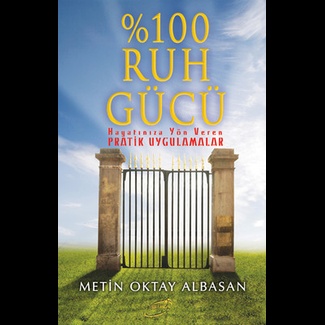 %100
RUH
GÜCÜ
Hayatınıza Yön Veren
PRATİK UYGULAMALAR
METİN OKTAY ALBASAN